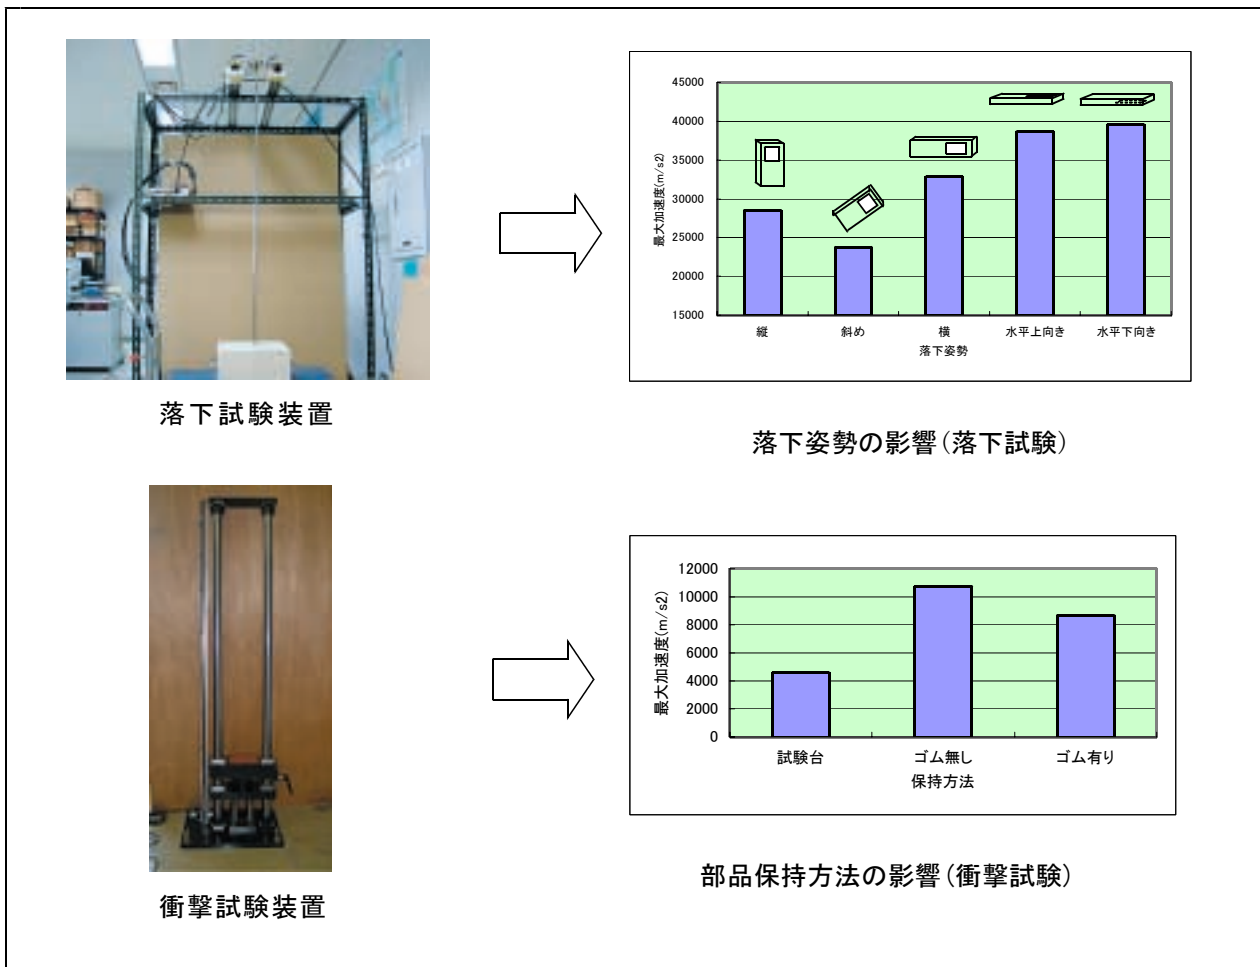 45000
40000
35000
30000
25000
20000
15000
最大加速度(m/s2)
縦 斜め 横 水平上向き 水平下向き
落下姿勢
落下試験装置
落下姿勢の影響(落下試験)
12000
10000
8000
6000
4000
2000
0
最大加速度(m/s2)
試験台 ゴム無し ゴム有り
保持方法
部品保持方法の影響(衝撃試験)
衝撃試験装置